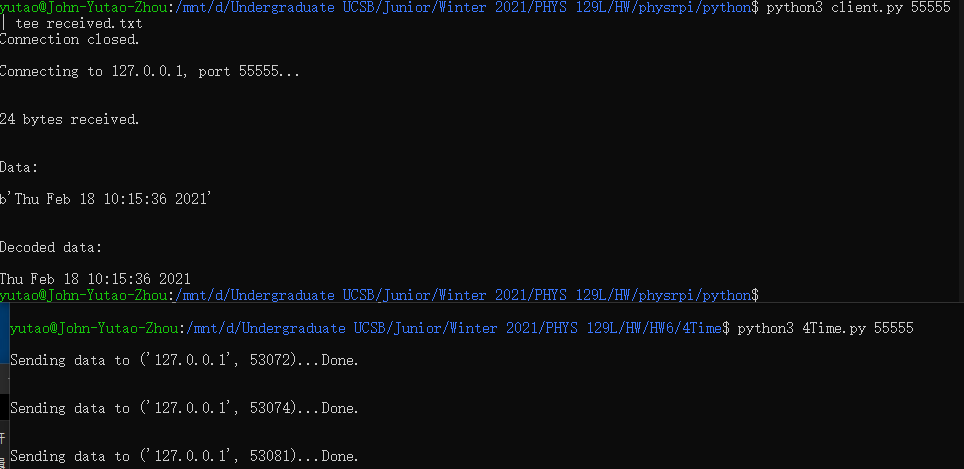 yutao@John-Yutao-Zhou:/mnt/d/Undergraduate UCSB/Junior/Winter 2021/PHYS 129L/HW/physrpi/python$ python3 client.py 55555
| tee received.txt
Connection closed.
Connecting to 127.0.0.1, port 55555...
24 bytes received.
Data:
b'Thu Feb 18 10:15:36 2021'
Decoded data:
Thu Feb 18 10:15:36 2021
yutao@John-Yutao-Zhou:/mnt/d/Undergraduate UCSB/Junior/Winter 2021/PHYS 129L/HW/physrpi/python$
yutao@John-Yutao-Zhou:/mnt/d/Undergraduate UCSB/Junior/Winter 2021/PHYS 129L/HW/HW6/4Time$ python3 4Time.py 55555
Sending data to ('127.0.0.1', 53072)...Done.
Sending data to ('127.0.0.1', 53074)...Done.
Sending data to ('127.0.0.1', 53081)...Done.